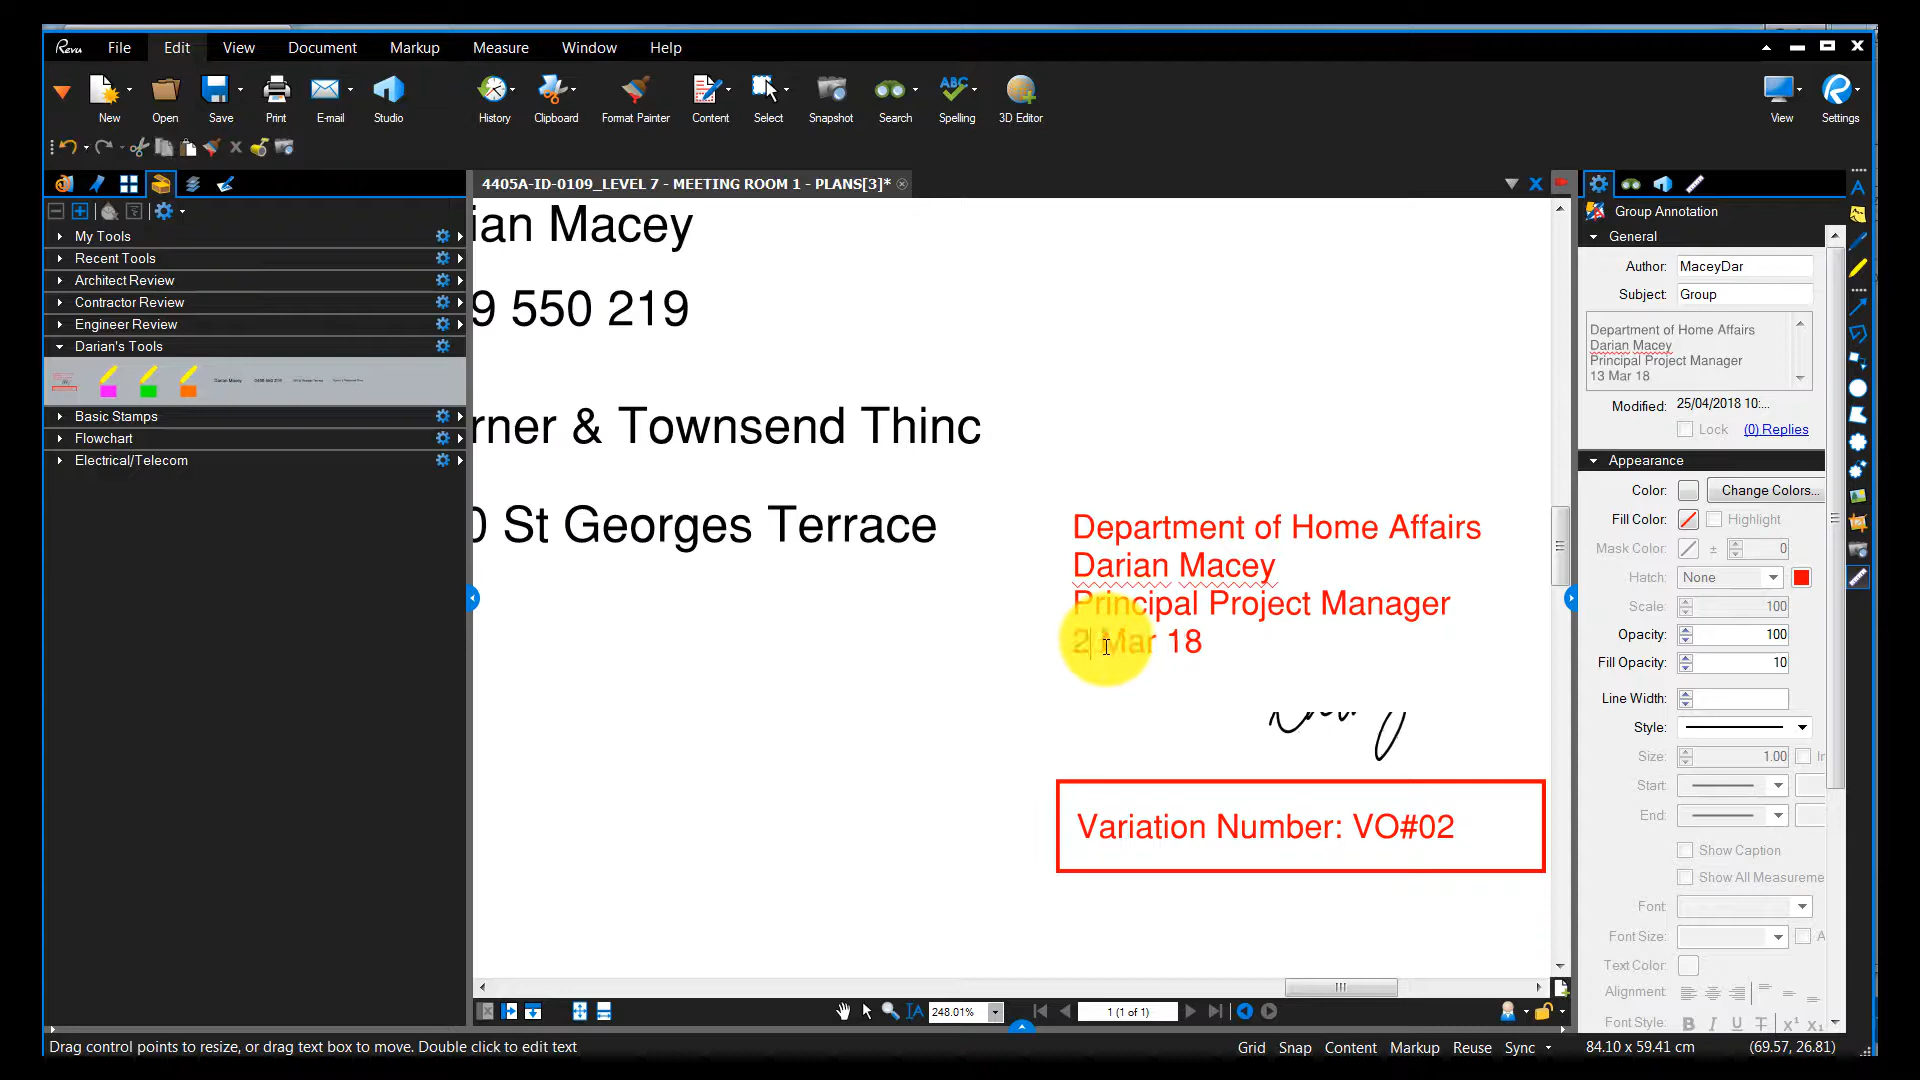 Revu File Edit View Document Markup Measure Window Help
New Open Save Print E-mail Studio History Clipboard Format Painter Content Select Snapshot Search Spelling 3D Editor View Settings
4405A-ID-0109_LEVEL 7 - MEETING ROOM 1 - PLANS[3]*
My Tools
Recent Tools
Architect Review
Contractor Review
Engineer Review
Darian's Tools
Basic Stamps
Flowchart
Electrical/Telecom
ian Macey
9 550 219
rner & Townsend Thinc
0 St Georges Terrace
Department of Home Affairs
Darian Macey
Principal Project Manager
2 Mar 18
Variation Number: VO#02
Group Annotation
General
Author: MaceyDar
Subject: Group
Department of Home Affairs
Darian Macey
Principal Project Manager
13 Mar 18
Modified: 25/04/2018 10:...
Lock (0) Replies
Appearance
Color: Change Colors...
Fill Color: Highlight
Mask Color: ± 0
Hatch: None
Scale: 100
Opacity: 100
Fill Opacity: 10
Line Width:
Style:
Size: 1.00 I
Start:
End:
Show Caption
Show All Measureme
Font:
Font Size: A
Text Color:
Alignment:
Font Style: B I U T X¹ X₁
248.01% 1 (1 of 1)
Drag control points to resize, or drag text box to move. Double click to edit text
Grid Snap Content Markup Reuse Sync 84.10 x 59.41 cm (69.57, 26.81)